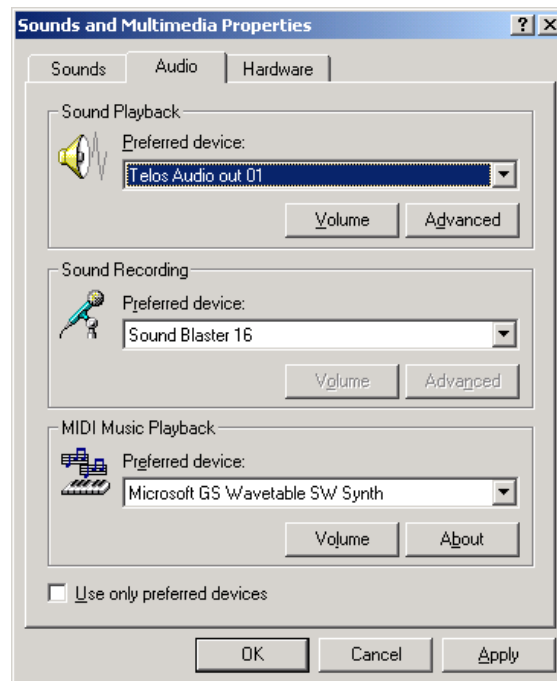 Sounds and Multimedia Properties
Sounds Audio Hardware
Sound Playback
Preferred device:
Telos Audio out 01
Volume Advanced
Sound Recording
Preferred device:
Sound Blaster 16
Volume Advanced
MIDI Music Playback
Preferred device:
Microsoft GS Wavetable SW Synth
Volume About
Use only preferred devices
OK Cancel Apply